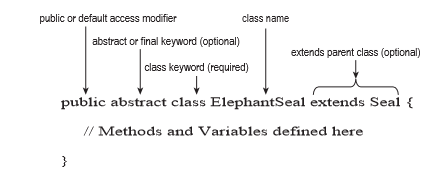 public or default access modifier
class name
abstract or final keyword (optional)
extends parent class (optional)
class keyword (required)
public abstract class ElephantSeal extends Seal {
// Methods and Variables defined here
}